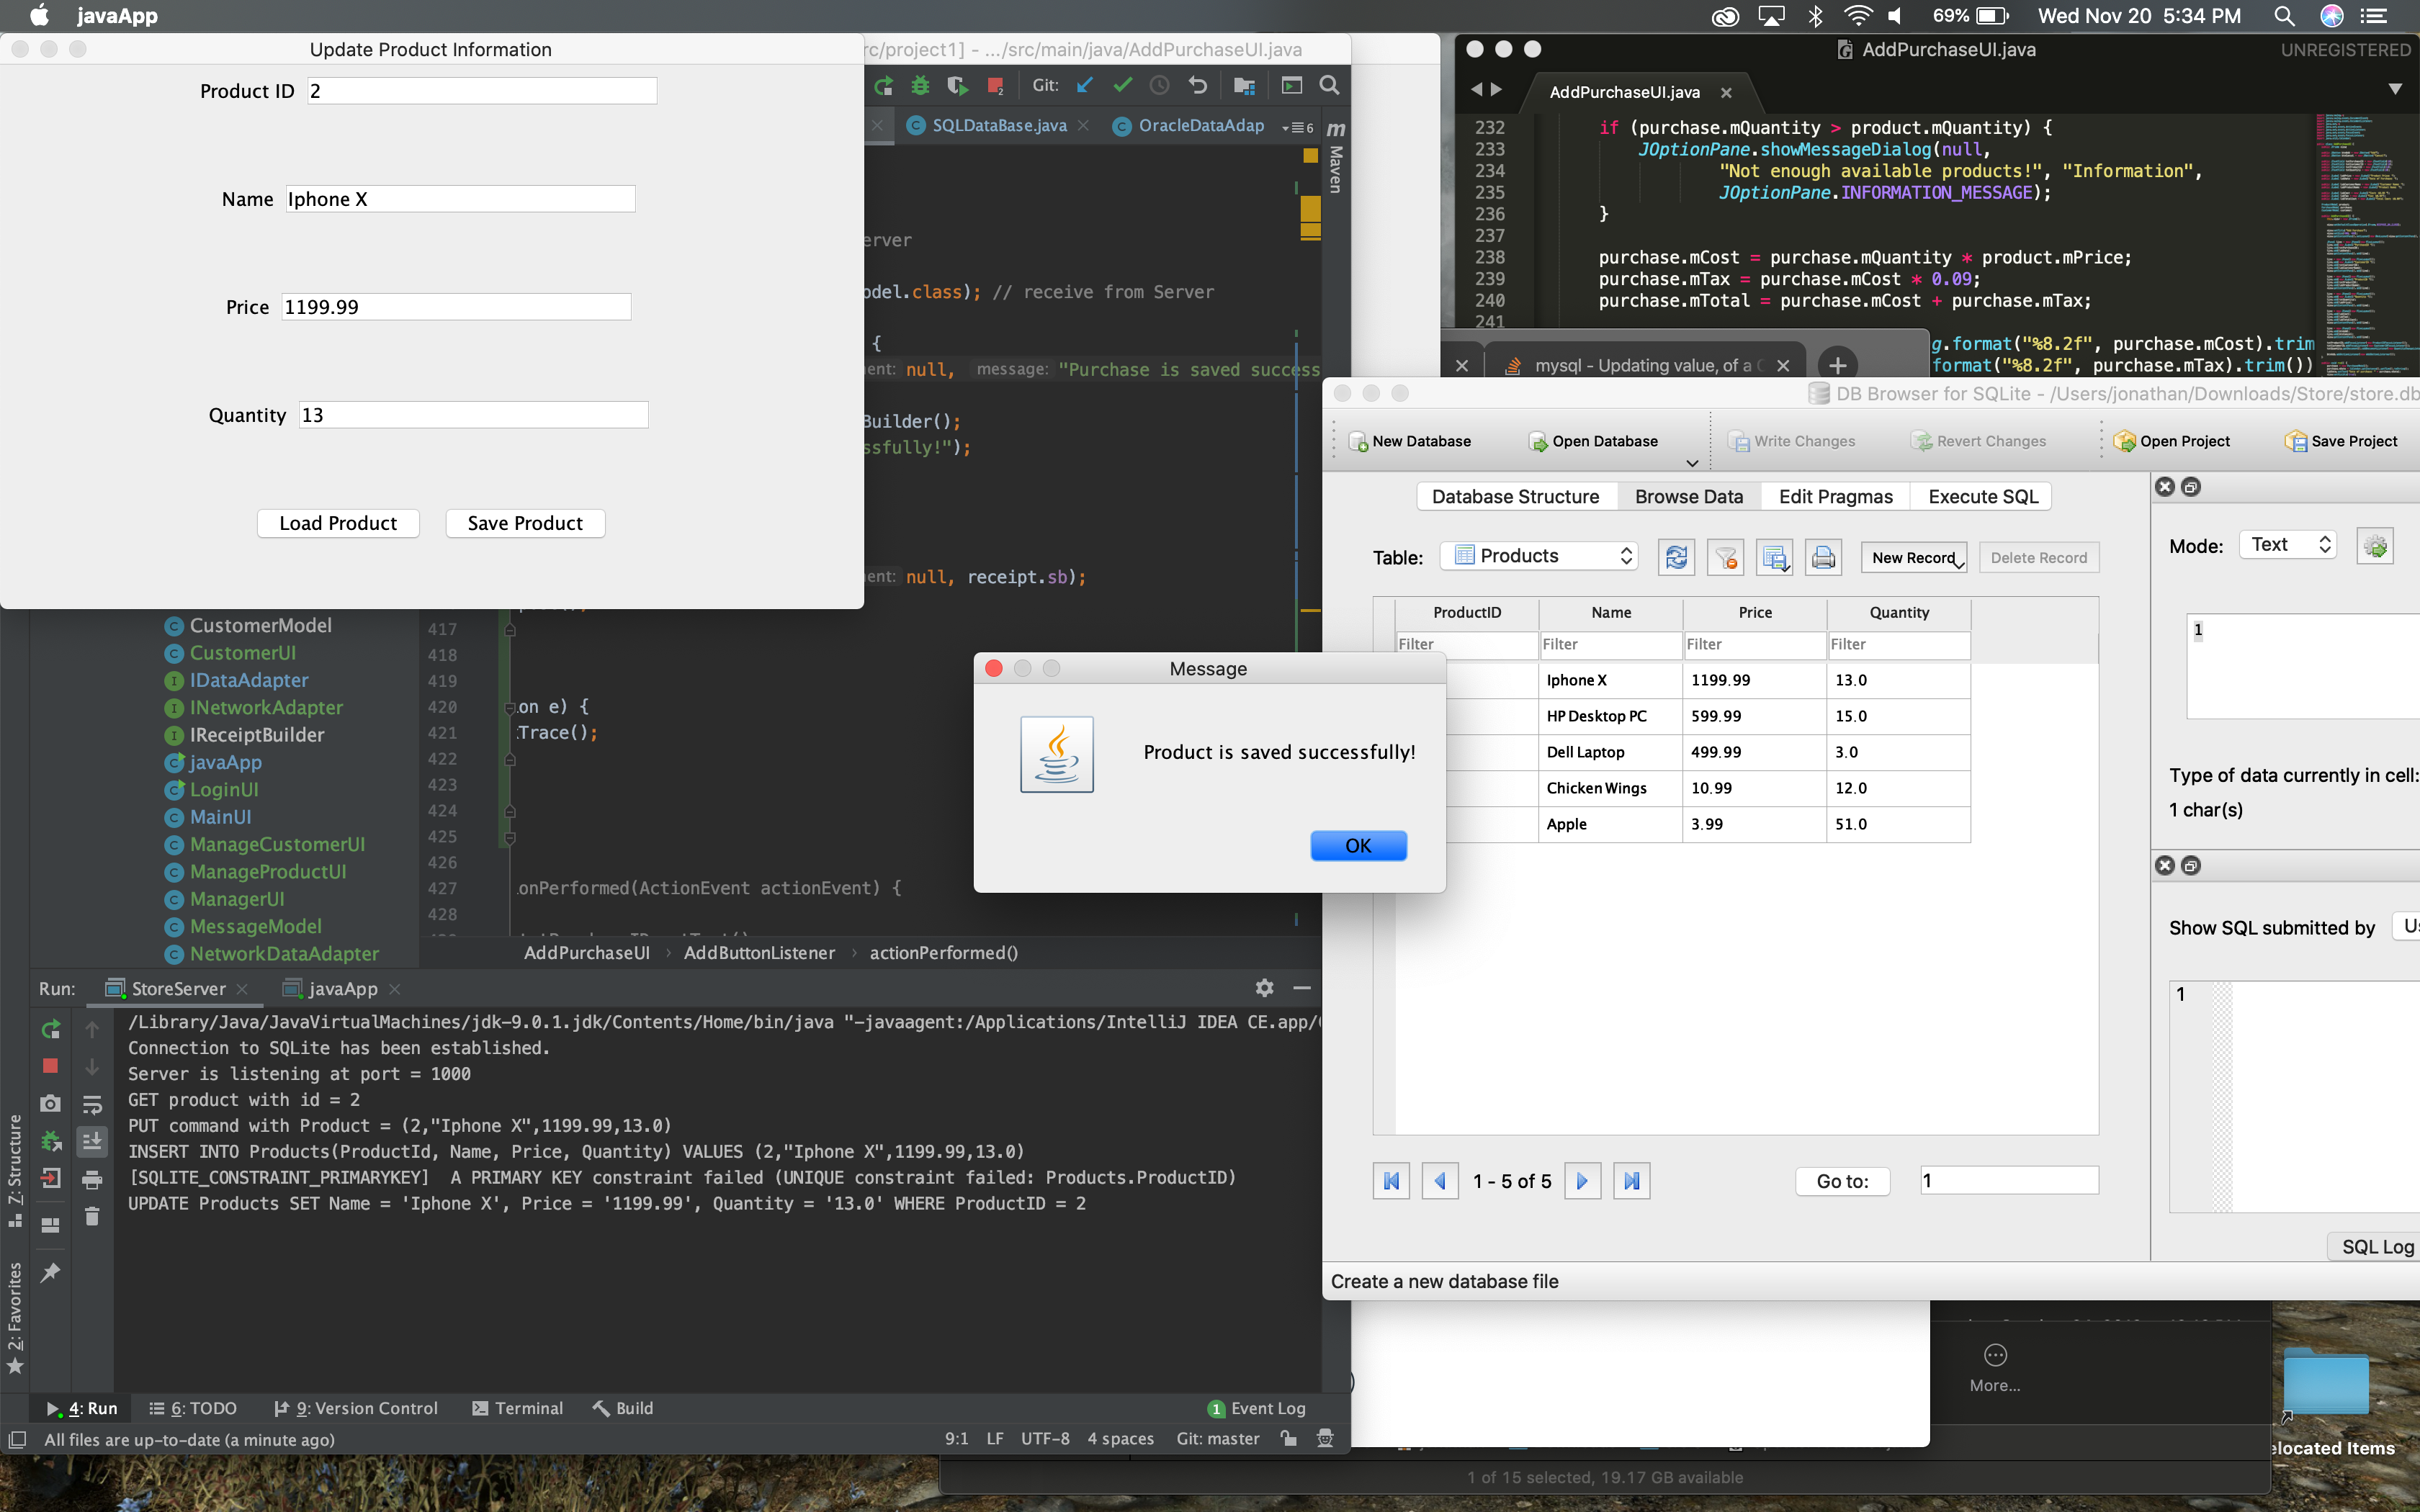 javaApp
69%
Wed Nov 20 5:34 PM
Update Product Information
Product ID 2
Name Iphone X
Price 1199.99
Quantity 13
Load Product Save Product
rc/project1] - .../src/main/java/AddPurchaseUI.java
Git:
SQLDataBase.java
OracleDataAdap
6
Maven
erver
odel.class); // receive from Server
{
ent: null, message: "Purchase is saved success
Builder();
ssfully!");
ent: null, receipt.sb);
417
418
419
420 on e) {
421 Trace();
422
423
424
425
426
427 onPerformed(ActionEvent actionEvent) {
428
CustomerModel
CustomerUI
IDataAdapter
INetworkAdapter
IReceiptBuilder
javaApp
LoginUI
MainUI
ManageCustomerUI
ManageProductUI
ManagerUI
MessageModel
NetworkDataAdapter
AddPurchaseUI › AddButtonListener › actionPerformed()
Run: StoreServer javaApp
/Library/Java/JavaVirtualMachines/jdk-9.0.1.jdk/Contents/Home/bin/java "-javaagent:/Applications/IntelliJ IDEA CE.app/
Connection to SQLite has been established.
Server is listening at port = 1000
GET product with id = 2
PUT command with Product = (2,"Iphone X",1199.99,13.0)
INSERT INTO Products(ProductId, Name, Price, Quantity) VALUES (2,"Iphone X",1199.99,13.0)
[SQLITE_CONSTRAINT_PRIMARYKEY]  A PRIMARY KEY constraint failed (UNIQUE constraint failed: Products.ProductID)
UPDATE Products SET Name = 'Iphone X', Price = '1199.99', Quantity = '13.0' WHERE ProductID = 2
Z: Structure
2: Favorites
4: Run 6: TODO 9: Version Control Terminal Build 1 Event Log
All files are up-to-date (a minute ago) 9:1 LF UTF-8 4 spaces Git: master
Message
Product is saved successfully!
OK
AddPurchaseUI.java
UNREGISTERED
AddPurchaseUI.java
232 if (purchase.mQuantity > product.mQuantity) {
233 JOptionPane.showMessageDialog(null,
234 "Not enough available products!", "Information",
235 JOptionPane.INFORMATION_MESSAGE);
236 }
237
238 purchase.mCost = purchase.mQuantity * product.mPrice;
239 purchase.mTax = purchase.mCost * 0.09;
240 purchase.mTotal = purchase.mCost + purchase.mTax;
241
g.format("%8.2f", purchase.mCost).trim
format("%8.2f", purchase.mTax).trim())
mysql - Updating value, of a
DB Browser for SQLite - /Users/jonathan/Downloads/Store/store.db
New Database Open Database Write Changes Revert Changes Open Project Save Project
Database Structure Browse Data Edit Pragmas Execute SQL
Table: Products New Record Delete Record
ProductID Name Price Quantity
Filter Filter Filter Filter
Iphone X 1199.99 13.0
HP Desktop PC 599.99 15.0
Dell Laptop 499.99 3.0
Chicken Wings 10.99 12.0
Apple 3.99 51.0
1 - 5 of 5
Go to: 1
Mode: Text
1
Type of data currently in cell:
1 char(s)
Show SQL submitted by Us
1
SQL Log
Create a new database file
More...
elocated Items
1 of 15 selected, 19.17 GB available